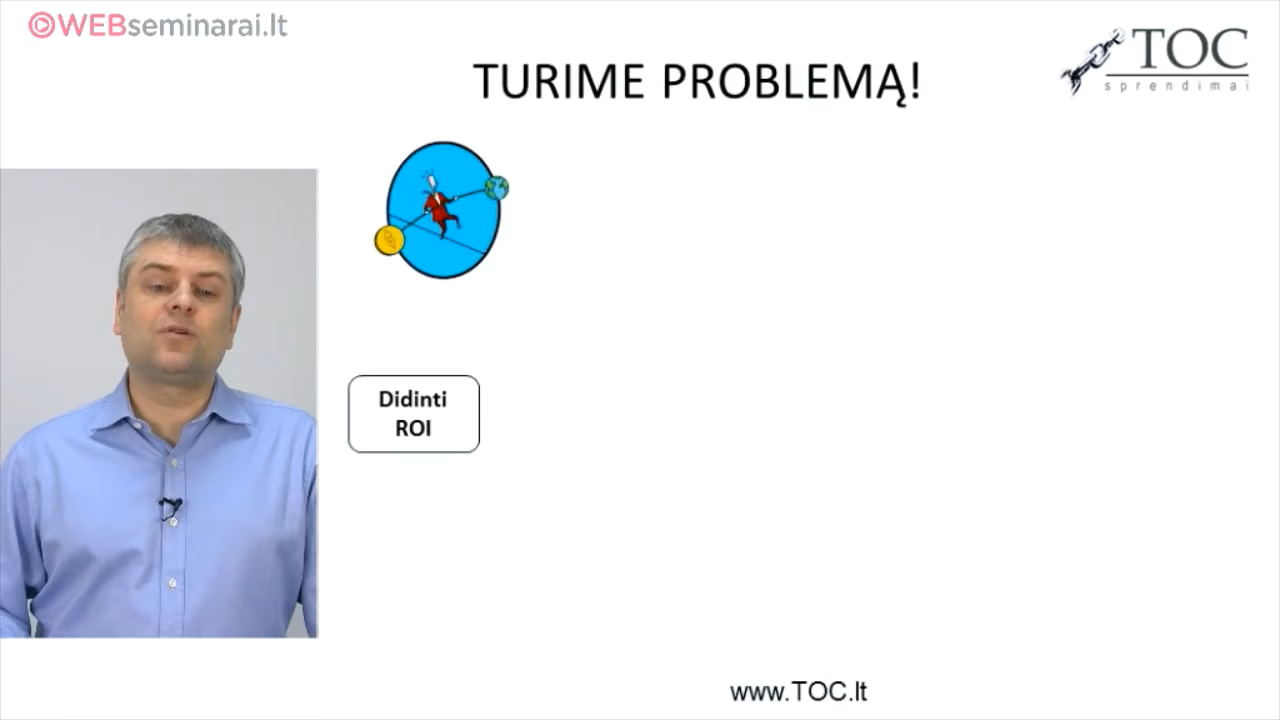 WEBseminarai.lt
TOC
sprendimai
TURIME PROBLEMĄ!
Didinti
ROI
www.TOC.lt